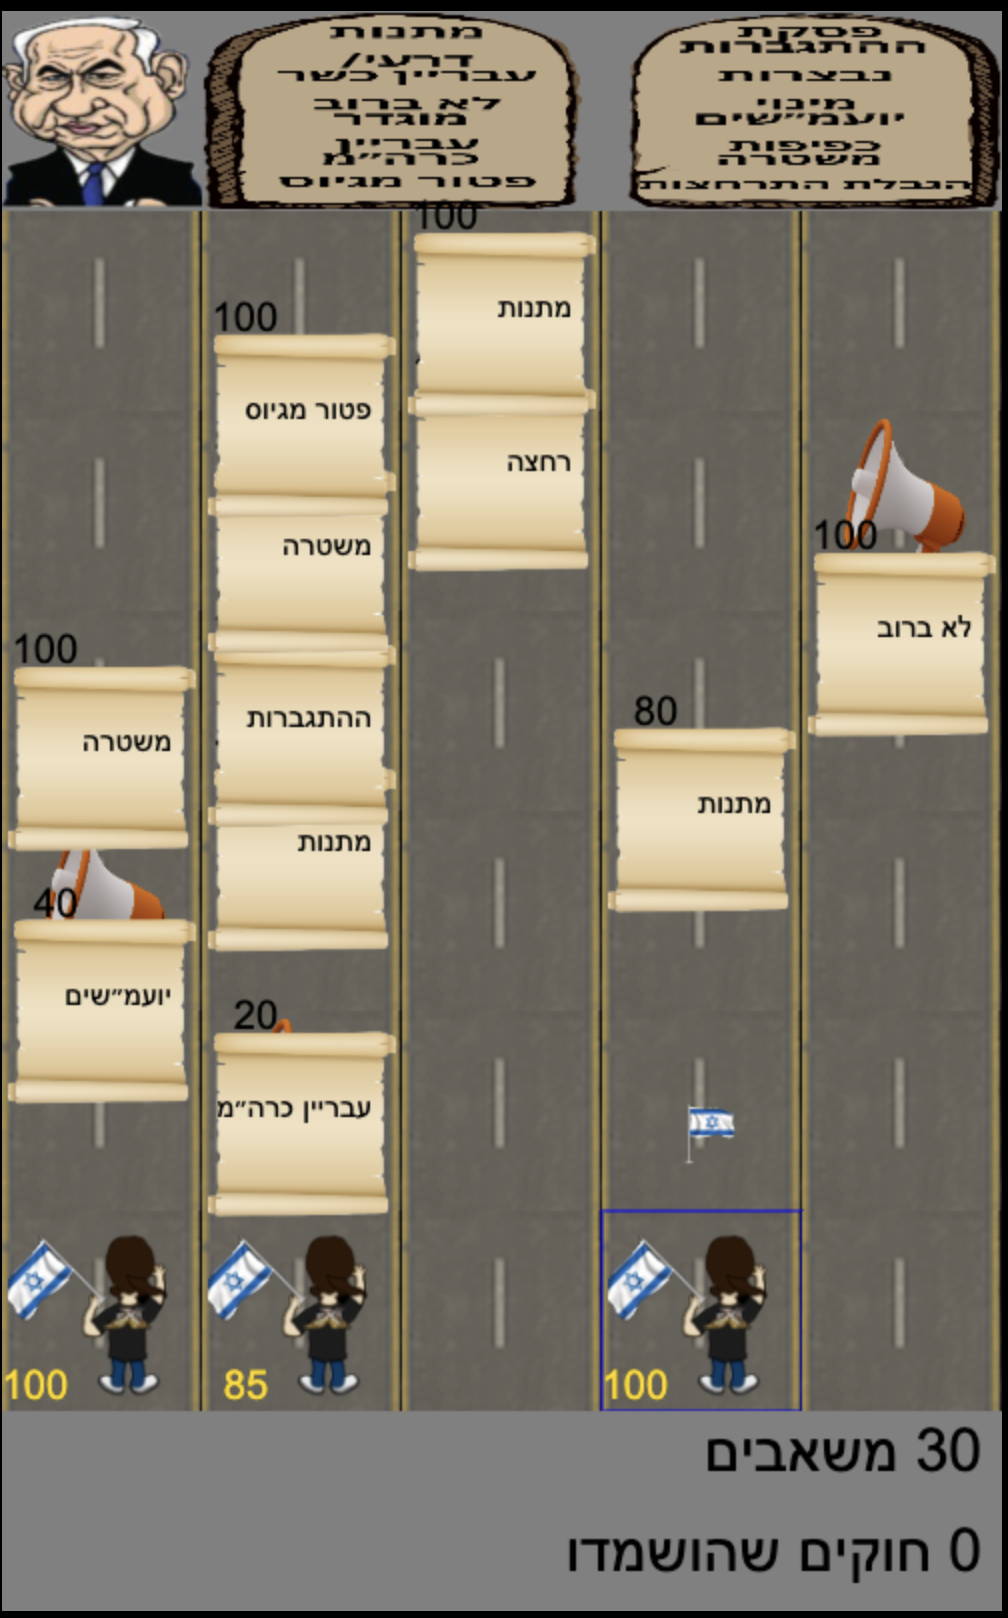 פסקת
ההתגברות
נבצרות
מינוי
יועמ״שים
כפיפות
משטרה
הגבלת התרחצות
מתנות
דרעי/
עבריין כשר
לא ברוב
מוגדר
עבריין
כרה״מ
פטור מגיוס
100
מתנות
רחצה
100
פטור מגיוס
משטרה
ההתגברות
מתנות
100
לא ברוב
100
משטרה
80
מתנות
40
יועמ״שים
20
עבריין כרה״מ
100
85
100
30 משאבים
0 חוקים שהושמדו